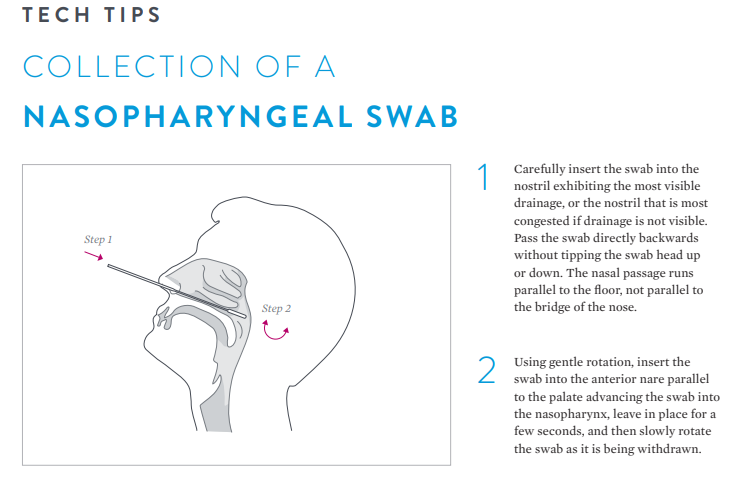 TECH TIPS
COLLECTION OF A
NASOPHARYNGEAL SWAB
Step 1
Step 2
1
Carefully insert the swab into the
nostril exhibiting the most visible
drainage, or the nostril that is most
congested if drainage is not visible.
Pass the swab directly backwards
without tipping the swab head up
or down. The nasal passage runs
parallel to the floor, not parallel to
the bridge of the nose.
2
Using gentle rotation, insert the
swab into the anterior nare parallel
to the palate advancing the swab into
the nasopharynx, leave in place for a
few seconds, and then slowly rotate
the swab as it is being withdrawn.